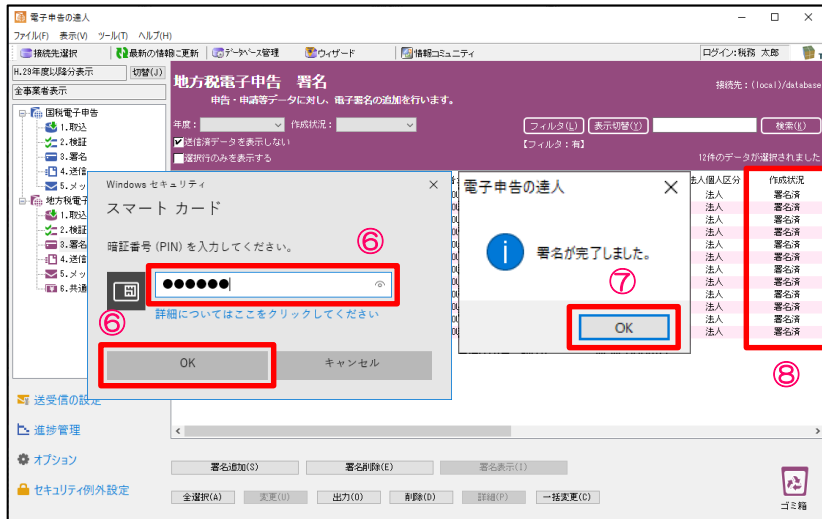 電子申告の達人
ファイル(F) 表示(V) ツール(T) ヘルプ(H)
接続先選択 最新の情報に更新 データベース管理 ウィザード 情報コミュニティ ログイン:税務 太郎
H.29年度以降分表示 切替(J)
全事業者表示
地方税電子申告 署名
申告・申請等データに対し、電子署名の追加を行います。
接続先：(local)/database
年度： 作成状況： フィルタ(L) 表示切替(Y) 検索(K)
送信済データを表示しない 【フィルタ：有】
選択行のみを表示する 12件のデータが選択されました
国税電子申告
1.取込
2.検証
3.署名
4.送信
5.メッ
地方税電子
1.取込
2.検証
3.署名
4.送信
5.メッ
6.共通
Windows セキュリティ
スマート カード
暗証番号 (PIN) を入力してください。
⑥
●●●●●●
詳細についてはここをクリックしてください
⑥
OK キャンセル
電子申告の達人
署名が完了しました。
⑦
OK
法人個人区分 作成状況
法人 署名済
法人 署名済
法人 署名済
法人 署名済
法人 署名済
法人 署名済
法人 署名済
法人 署名済
法人 署名済
法人 署名済
法人 署名済
法人 署名済
⑧
送受信の設定
進捗管理
オプション
セキュリティ例外設定
署名追加(S) 署名削除(E) 署名表示(I)
全選択(A) 変更(U) 出力(O) 削除(D) 詳細(P) 一括変更(C)
ゴミ箱